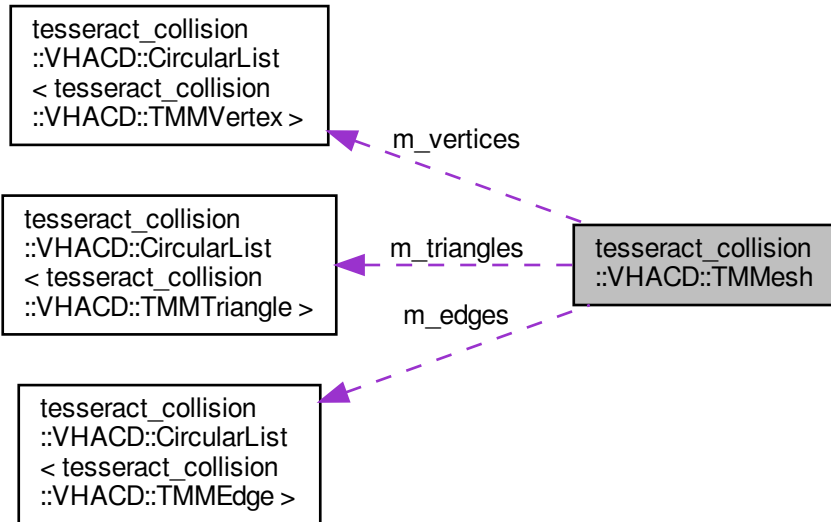 tesseract_collision
::VHACD::CircularList
< tesseract_collision
::VHACD::TMMVertex >
m_vertices
tesseract_collision
::VHACD::CircularList
< tesseract_collision
::VHACD::TMMTriangle >
m_triangles
tesseract_collision
::VHACD::TMMesh
m_edges
tesseract_collision
::VHACD::CircularList
< tesseract_collision
::VHACD::TMMEdge >